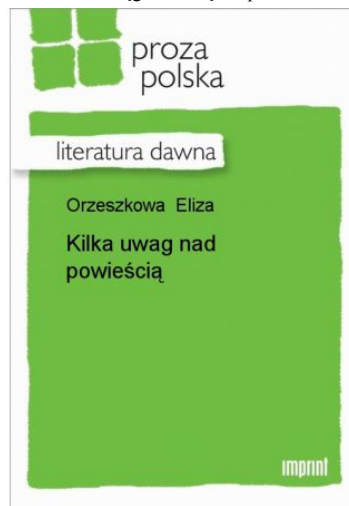 proza
polska
literatura dawna
Orzeszkowa Eliza
Kilka uwag nad
powieścią
imprint